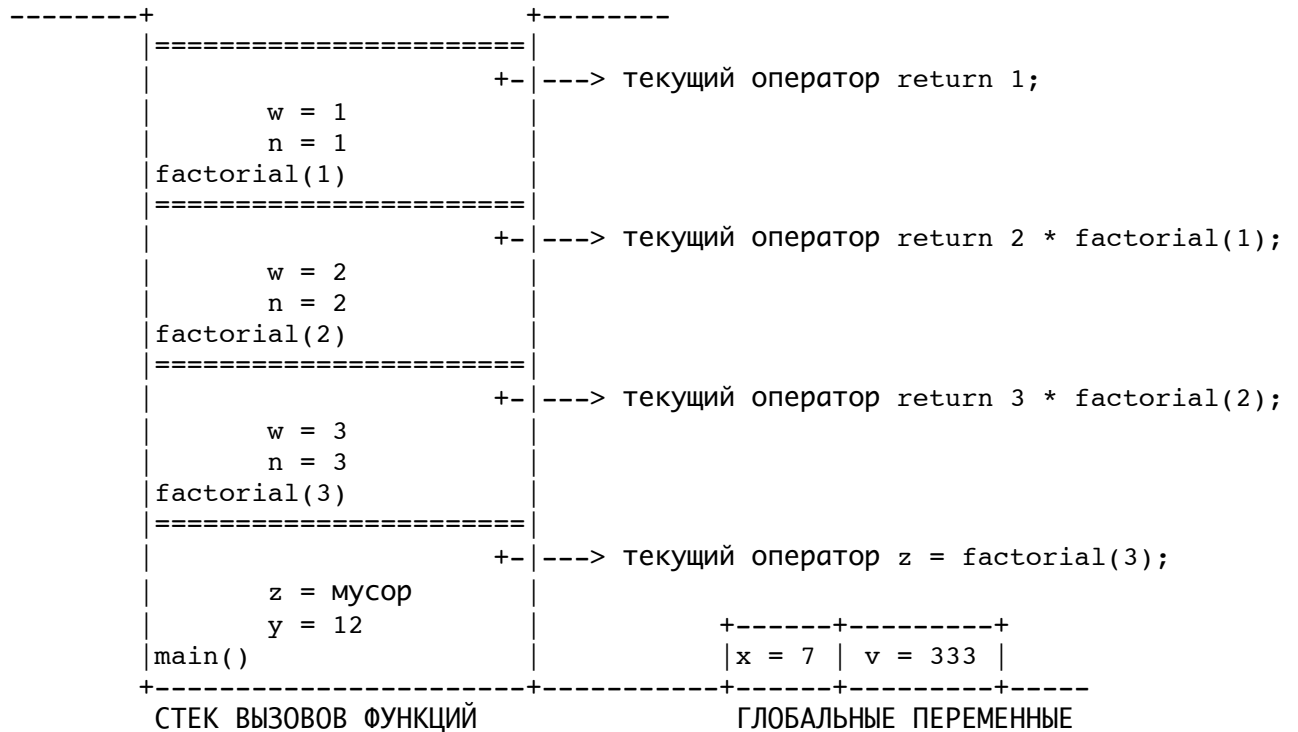 --------+                       +--------
        |=======================|
        |                     +-|---> текущий оператор return 1;
        |       w = 1           |
        |       n = 1           |
        |factorial(1)           |
        |=======================|
        |                     +-|---> текущий оператор return 2 * factorial(1);
        |       w = 2           |
        |       n = 2           |
        |factorial(2)           |
        |=======================|
        |                     +-|---> текущий оператор return 3 * factorial(2);
        |       w = 3           |
        |       n = 3           |
        |factorial(3)           |
        |=======================|
        |                     +-|---> текущий оператор z = factorial(3);
        |       z = мусор       |
        |       y = 12          |           +------+---------+
        |main()                 |           |x = 7 | v = 333 |
        +-----------------------+-----------+------+---------+-----
         СТЕК ВЫЗОВОВ ФУНКЦИЙ                ГЛОБАЛЬНЫЕ ПЕРЕМЕННЫЕ